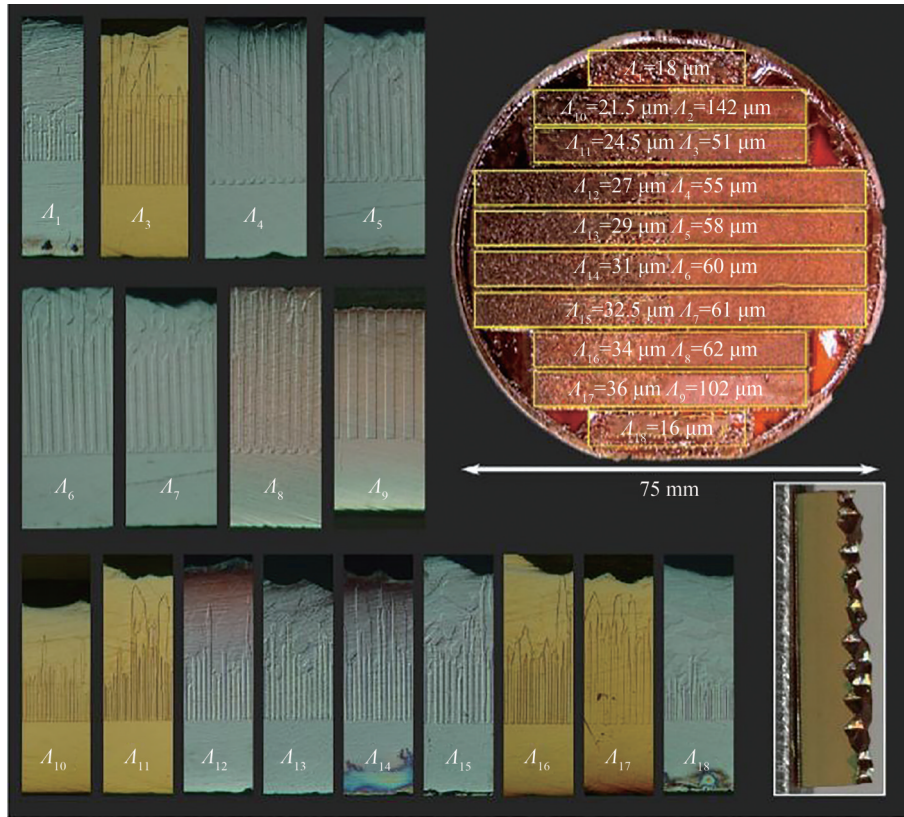 Λ₁
Λ₃
Λ₄
Λ₅
Λ₆
Λ₇
Λ₈
Λ₉
Λ₁₀
Λ₁₁
Λ₁₂
Λ₁₃
Λ₁₄
Λ₁₅
Λ₁₆
Λ₁₇
Λ₁₈
Λ₁=18 μm
Λ₁₀=21.5 μm Λ₂=142 μm
Λ₁₁=24.5 μm Λ₃=51 μm
Λ₁₂=27 μm Λ₄=55 μm
Λ₁₃=29 μm Λ₅=58 μm
Λ₁₄=31 μm Λ₆=60 μm
Λ₁₅=32.5 μm Λ₇=61 μm
Λ₁₆=34 μm Λ₈=62 μm
Λ₁₇=36 μm Λ₉=102 μm
Λ₁₈=16 μm
75 mm